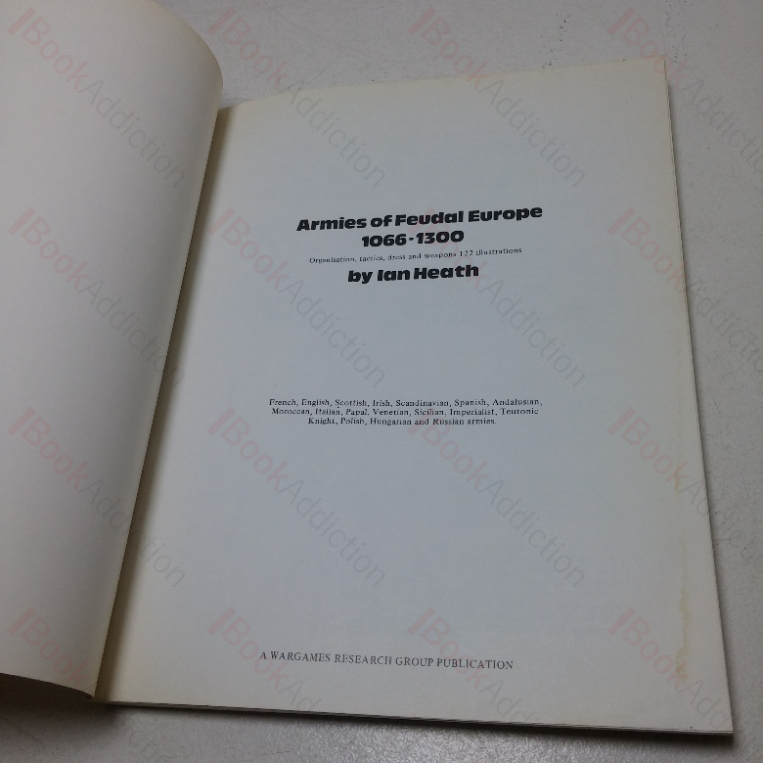 Armies of Feudal Europe
1066-1300
Organisation, tactics, dress and weapons 122 illustrations
by Ian Heath
French, English, Scottish, Irish, Scandinavian, Spanish, Andalusian,
Moroccan, Italian, Papal, Venetian, Sicilian, Imperialist, Teutonic
Knight, Polish, Hungarian and Russian armies.
A WARGAMES RESEARCH GROUP PUBLICATION
BookAddiction